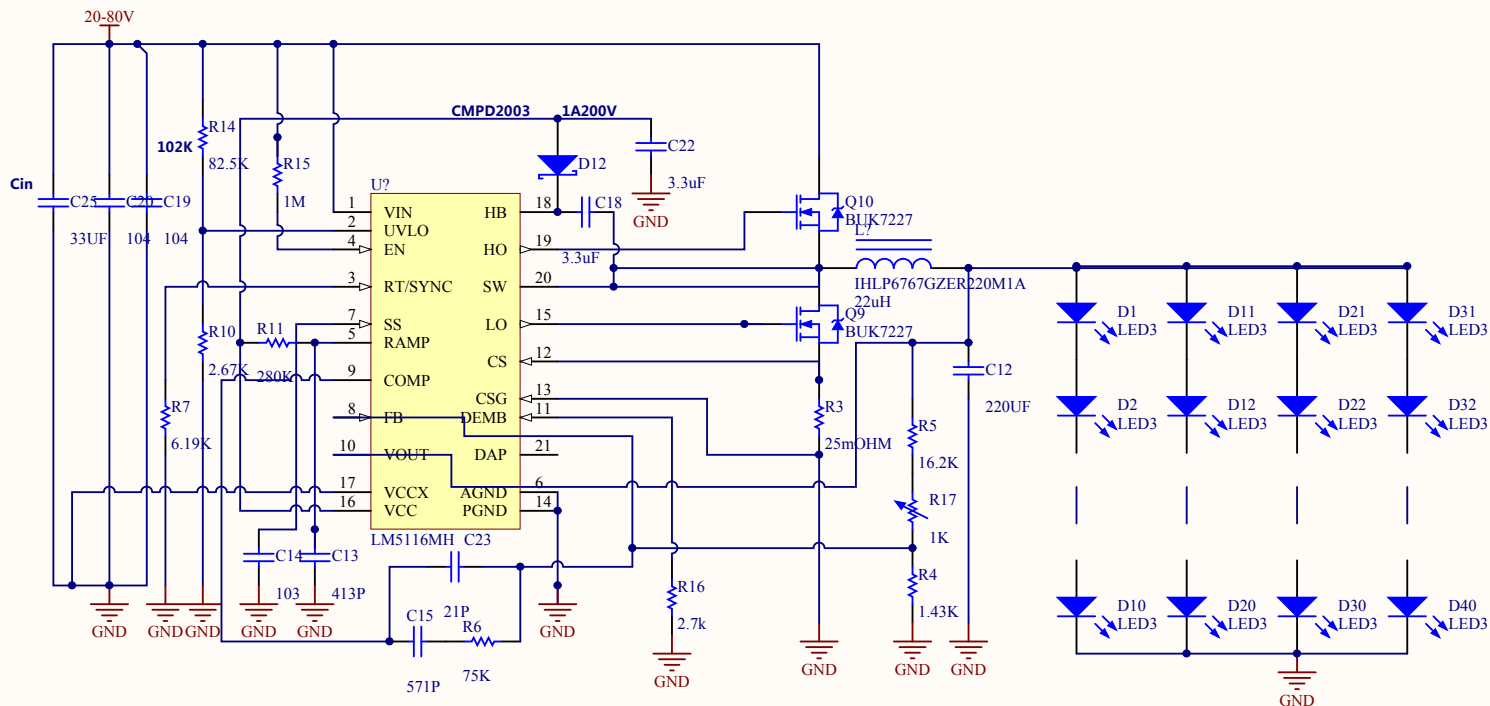 20-80V
CMPD2003 1A200V
R14
102K
82.5K
R15
1M
Cin
C25
33UF
C20
104
C19
104
D12
C22
3.3uF
GND
C18
3.3uF
U?
1 VIN
2 UVLO
4 EN
3 RT/SYNC
7 SS
5 RAMP
9 COMP
8 FB
10 VOUT
17 VCCX
16 VCC
HB 18
HO 19
SW 20
LO 15
CS 12
CSG 13
DEMB 11
DAP 21
AGND 6
PGND 14
LM5116MH
Q10
BUK7227
L?
IHLP6767GZER220M1A
22uH
Q9
BUK7227
R10
2.67K
R11
280K
R7
6.19K
R3
25mOHM
R5
16.2K
R17
1K
R4
1.43K
C12
220UF
C14
103
C13
413P
C23
21P
C15
571P
R6
75K
R16
2.7k
GND
GND
GND
GND
GND
GND
GND
GND
GND
GND
D1
LED3
D11
LED3
D21
LED3
D31
LED3
D2
LED3
D12
LED3
D22
LED3
D32
LED3
D10
LED3
D20
LED3
D30
LED3
D40
LED3
GND